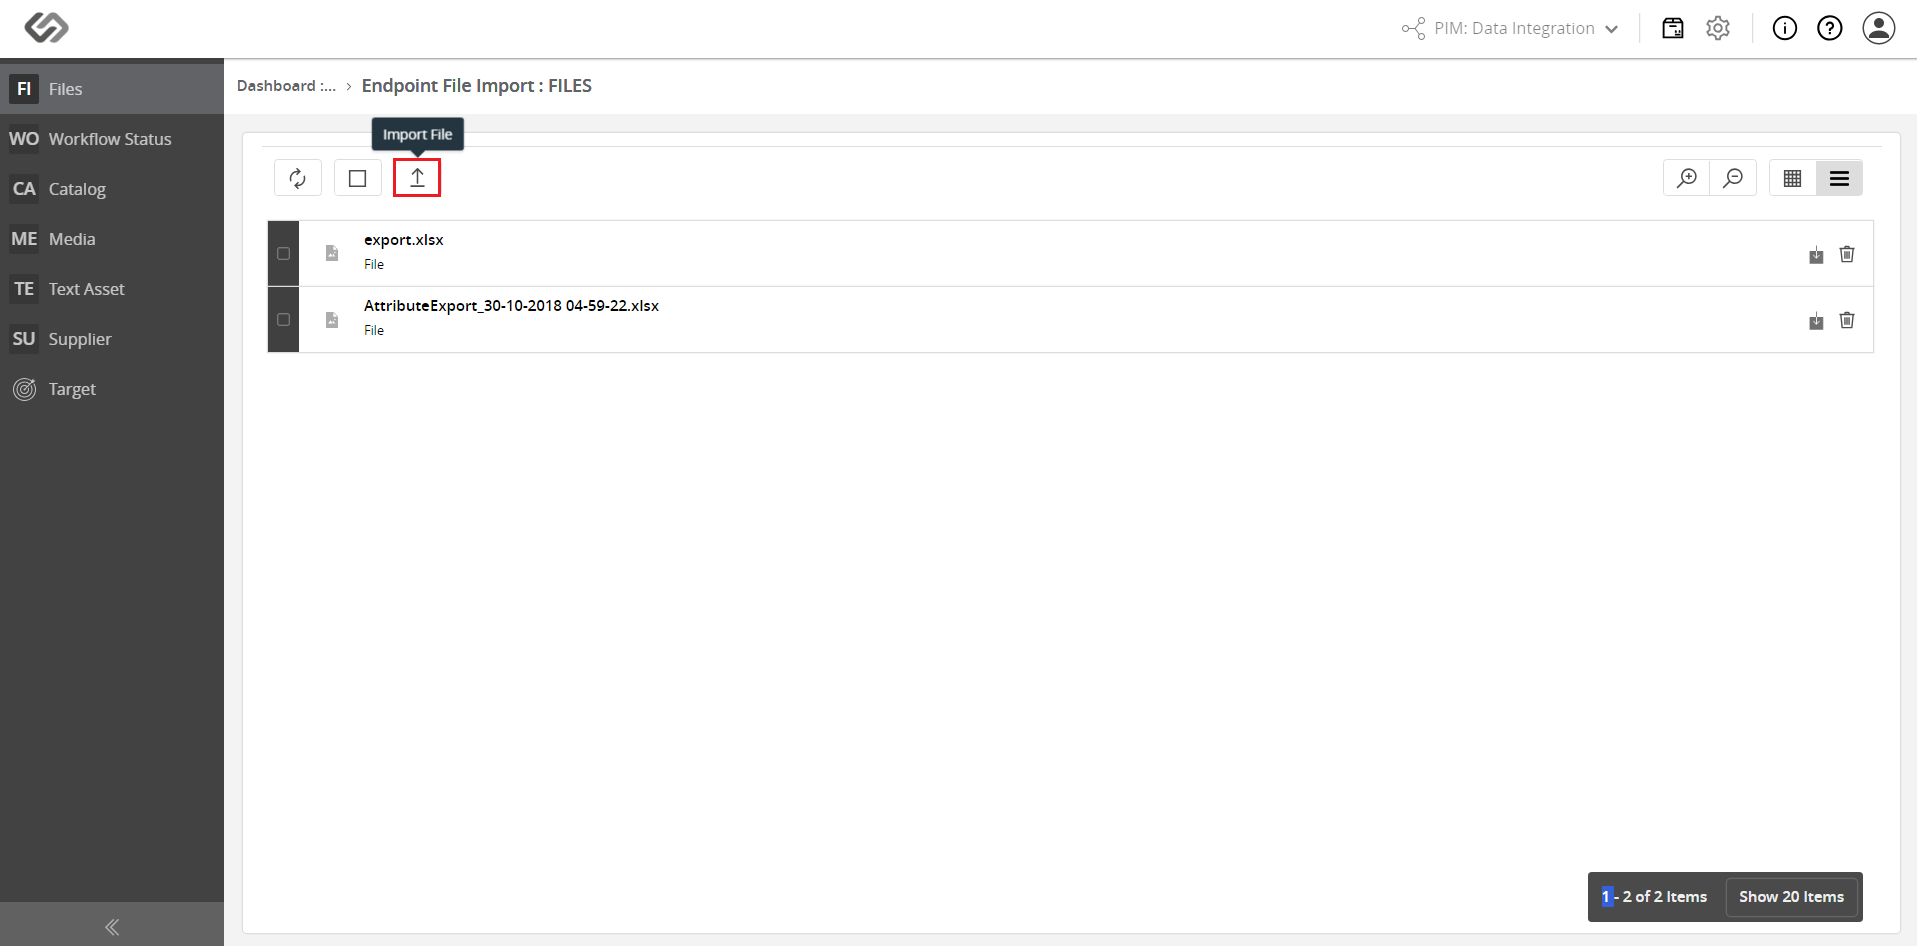 PIM: Data Integration
FI Files
WO Workflow Status
CA Catalog
ME Media
TE Text Asset
SU Supplier
Target
Dashboard :... › Endpoint File Import : FILES
Import File
export.xlsx
File
AttributeExport_30-10-2018 04-59-22.xlsx
File
1 - 2 of 2 Items
Show 20 Items